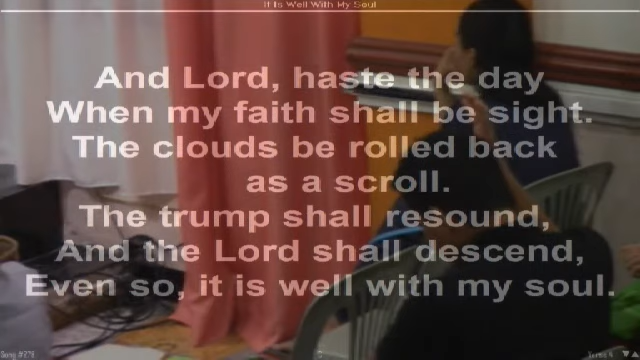 It Is Well With My Soul
And Lord, haste the day
When my faith shall be sight.
The clouds be rolled back
as a scroll.
The trump shall resound,
And the Lord shall descend,
Even so, it is well with my soul.
Verse 4